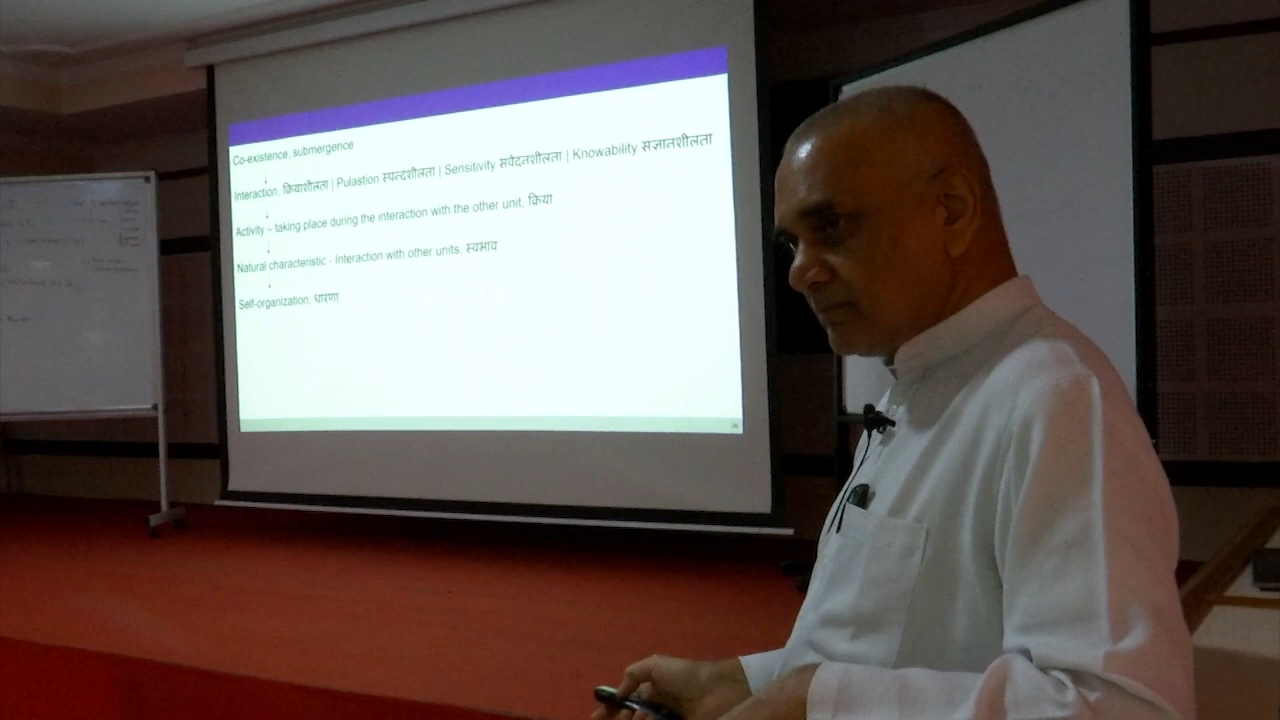 Co-existence, submergence
↓
Interaction, क्रियाशीलता | Pulastion स्पन्दशीलता | Sensitivity संवेदनशीलता | Knowability संज्ञानशीलता
↓
Activity – taking place during the interaction with the other unit, क्रिया
↓
Natural characteristic - Interaction with other units, स्वभाव
↓
Self-organization, धारणा